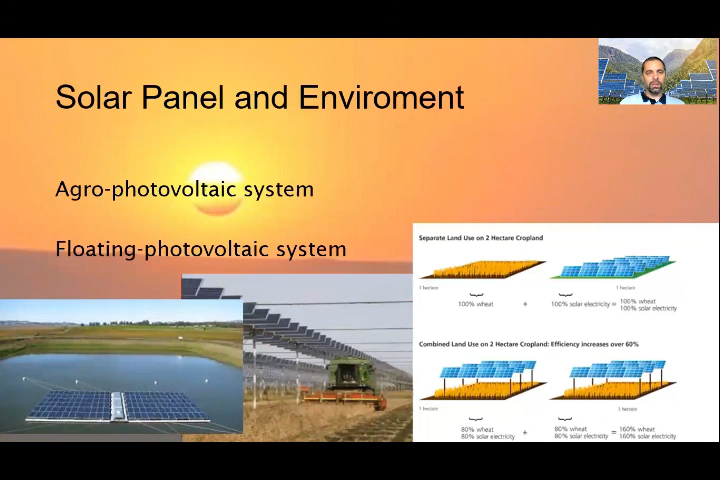 Solar Panel and Enviroment
Agro-photovoltaic system
Floating-photovoltaic system
Separate Land Use on 2 Hectare Cropland
1 hectare
1 hectare
100% wheat + 100% solar electricity = 100% wheat
100% solar electricity
Combined Land Use on 2 Hectare Cropland: Efficiency increases over 60%
1 hectare
1 hectare
80% wheat + 80% wheat = 160% wheat
80% solar electricity 80% solar electricity 160% solar electricity